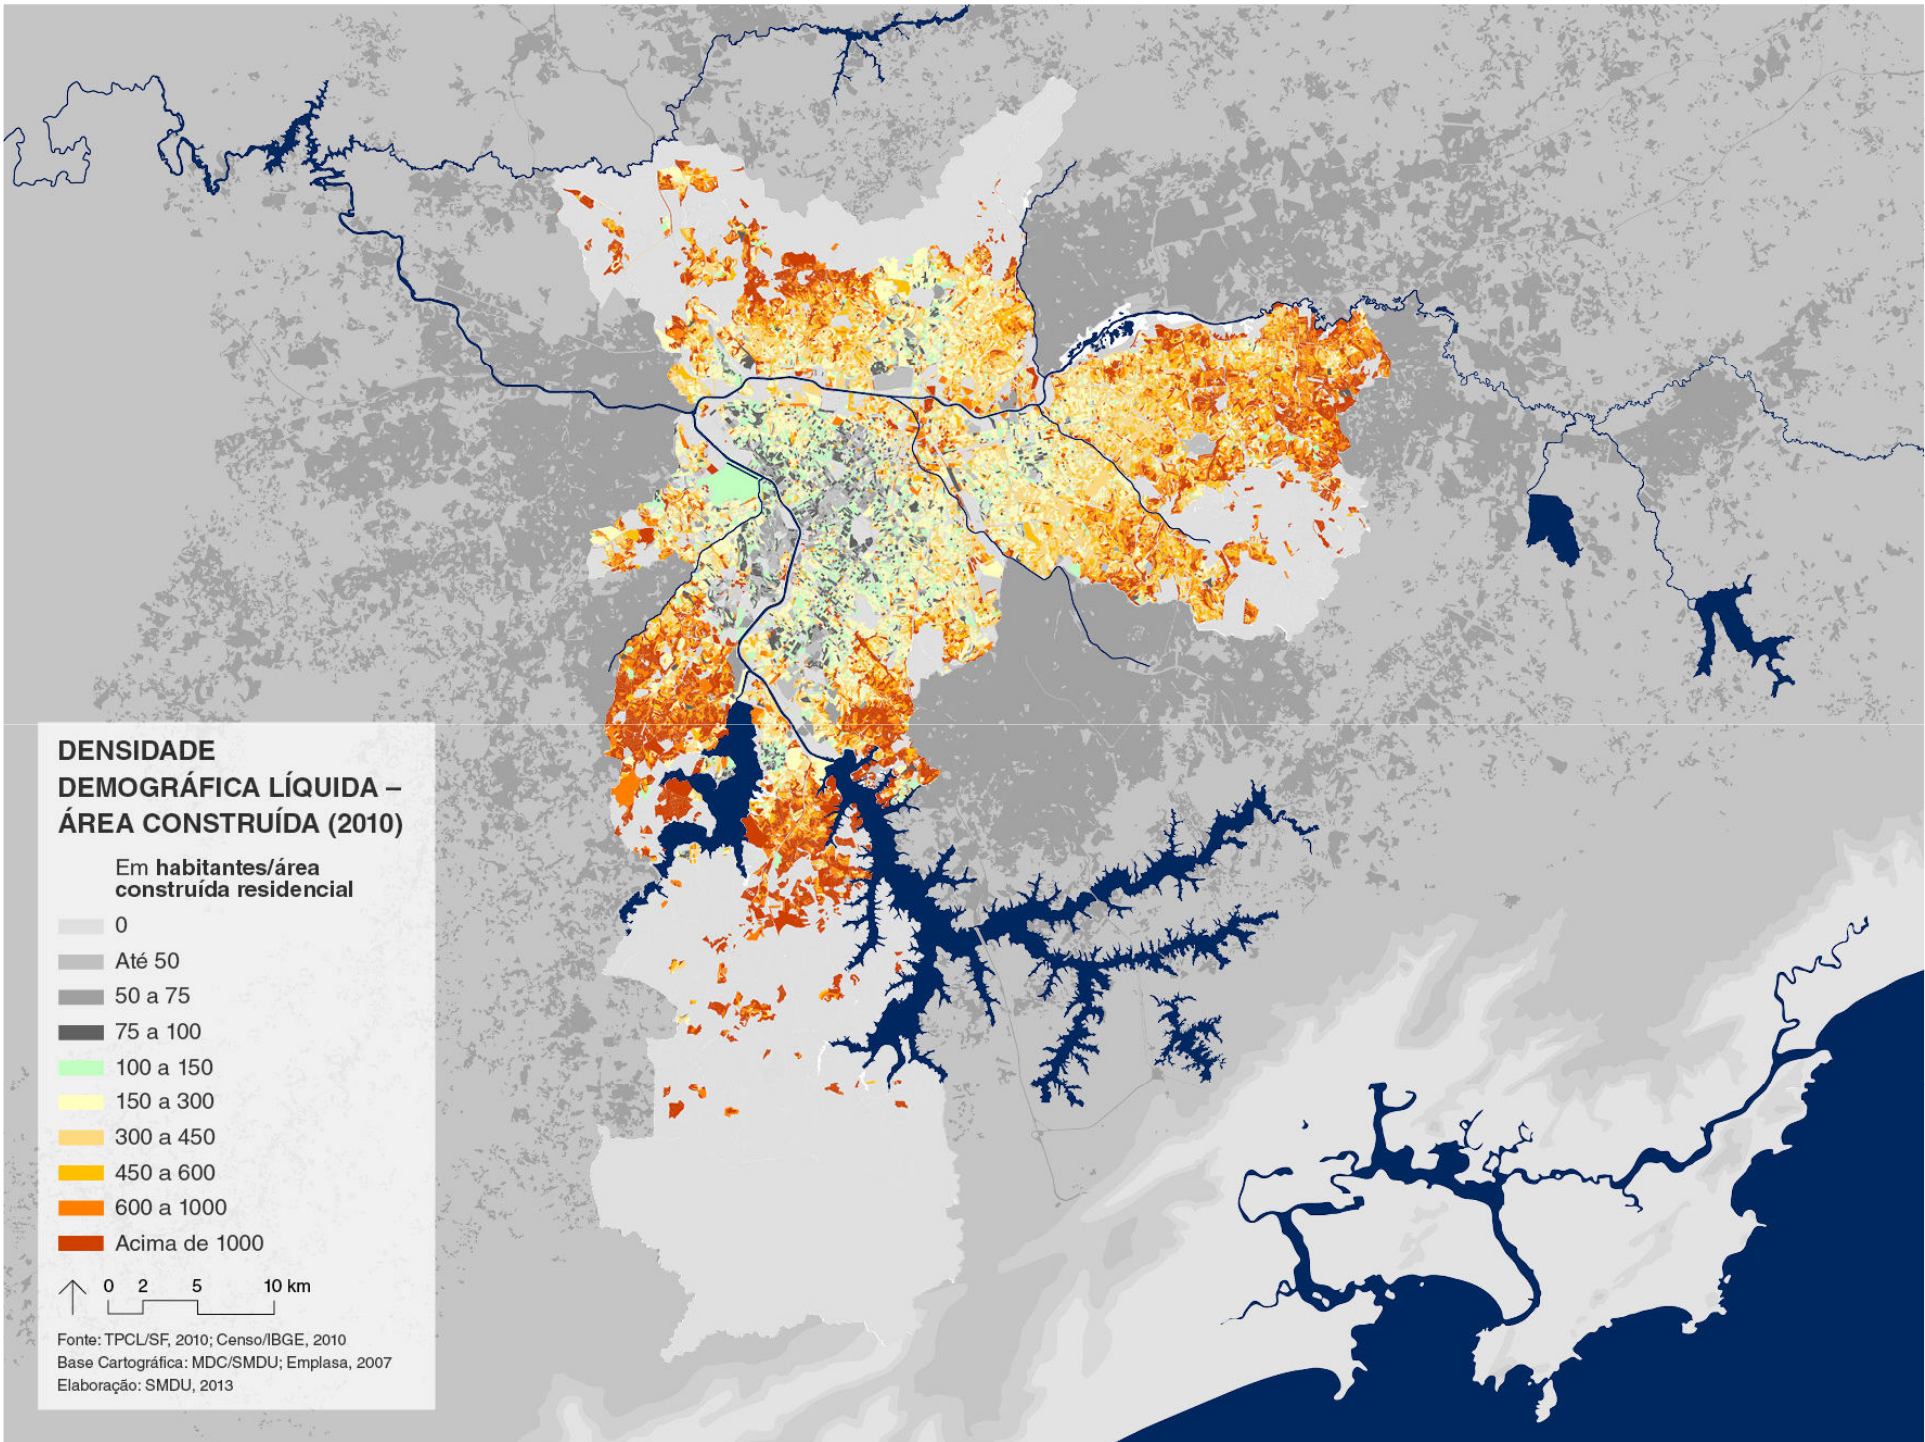 DENSIDADE
DEMOGRÁFICA LÍQUIDA –
ÁREA CONSTRUÍDA (2010)
Em habitantes/área
construída residencial
0
Até 50
50 a 75
75 a 100
100 a 150
150 a 300
300 a 450
450 a 600
600 a 1000
Acima de 1000
0 2 5 10 km
Fonte: TPCL/SF, 2010; Censo/IBGE, 2010
Base Cartográfica: MDC/SMDU; Emplasa, 2007
Elaboração: SMDU, 2013